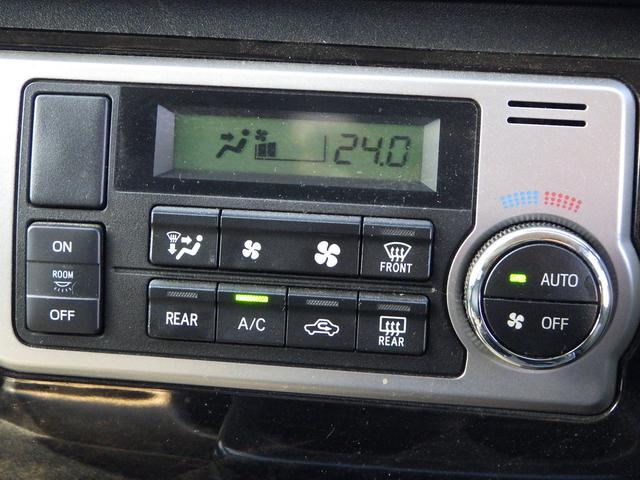 24.0
ON
ROOM
OFF
FRONT
REAR
A/C
REAR
AUTO
OFF